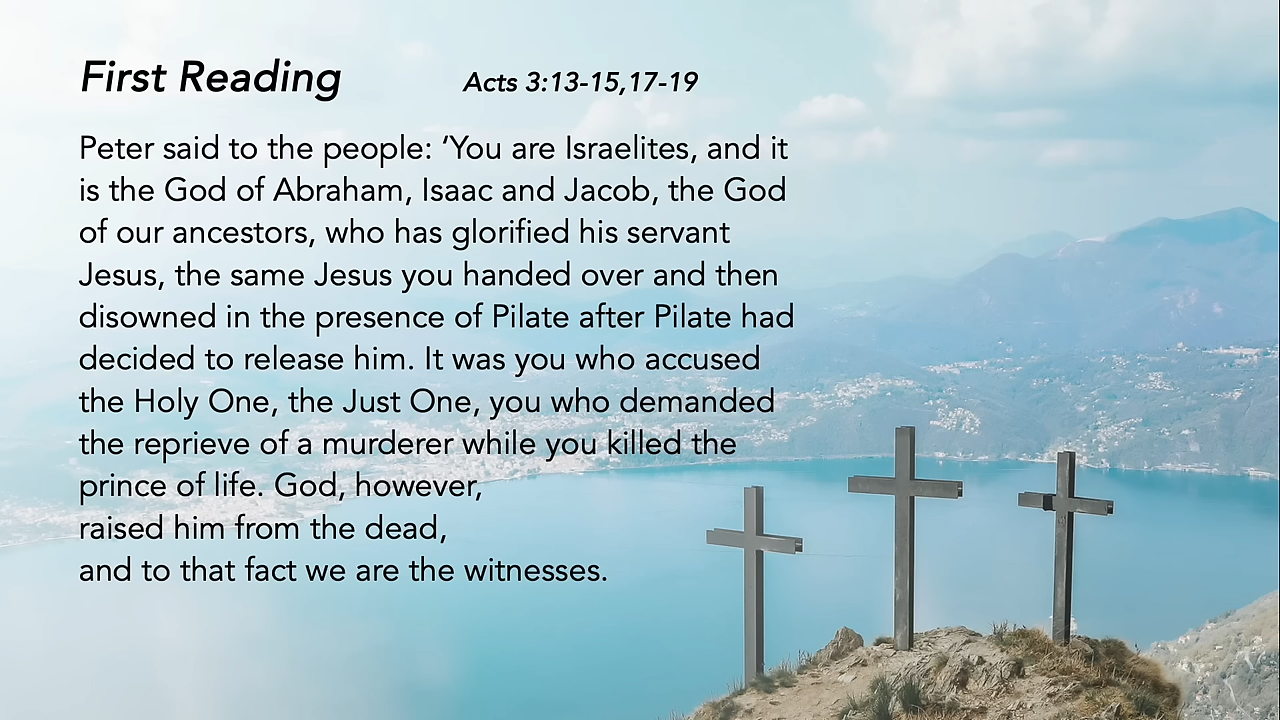 First Reading Acts 3:13-15,17-19
Peter said to the people: ‘You are Israelites, and it
is the God of Abraham, Isaac and Jacob, the God
of our ancestors, who has glorified his servant
Jesus, the same Jesus you handed over and then
disowned in the presence of Pilate after Pilate had
decided to release him. It was you who accused
the Holy One, the Just One, you who demanded
the reprieve of a murderer while you killed the
prince of life. God, however,
raised him from the dead,
and to that fact we are the witnesses.